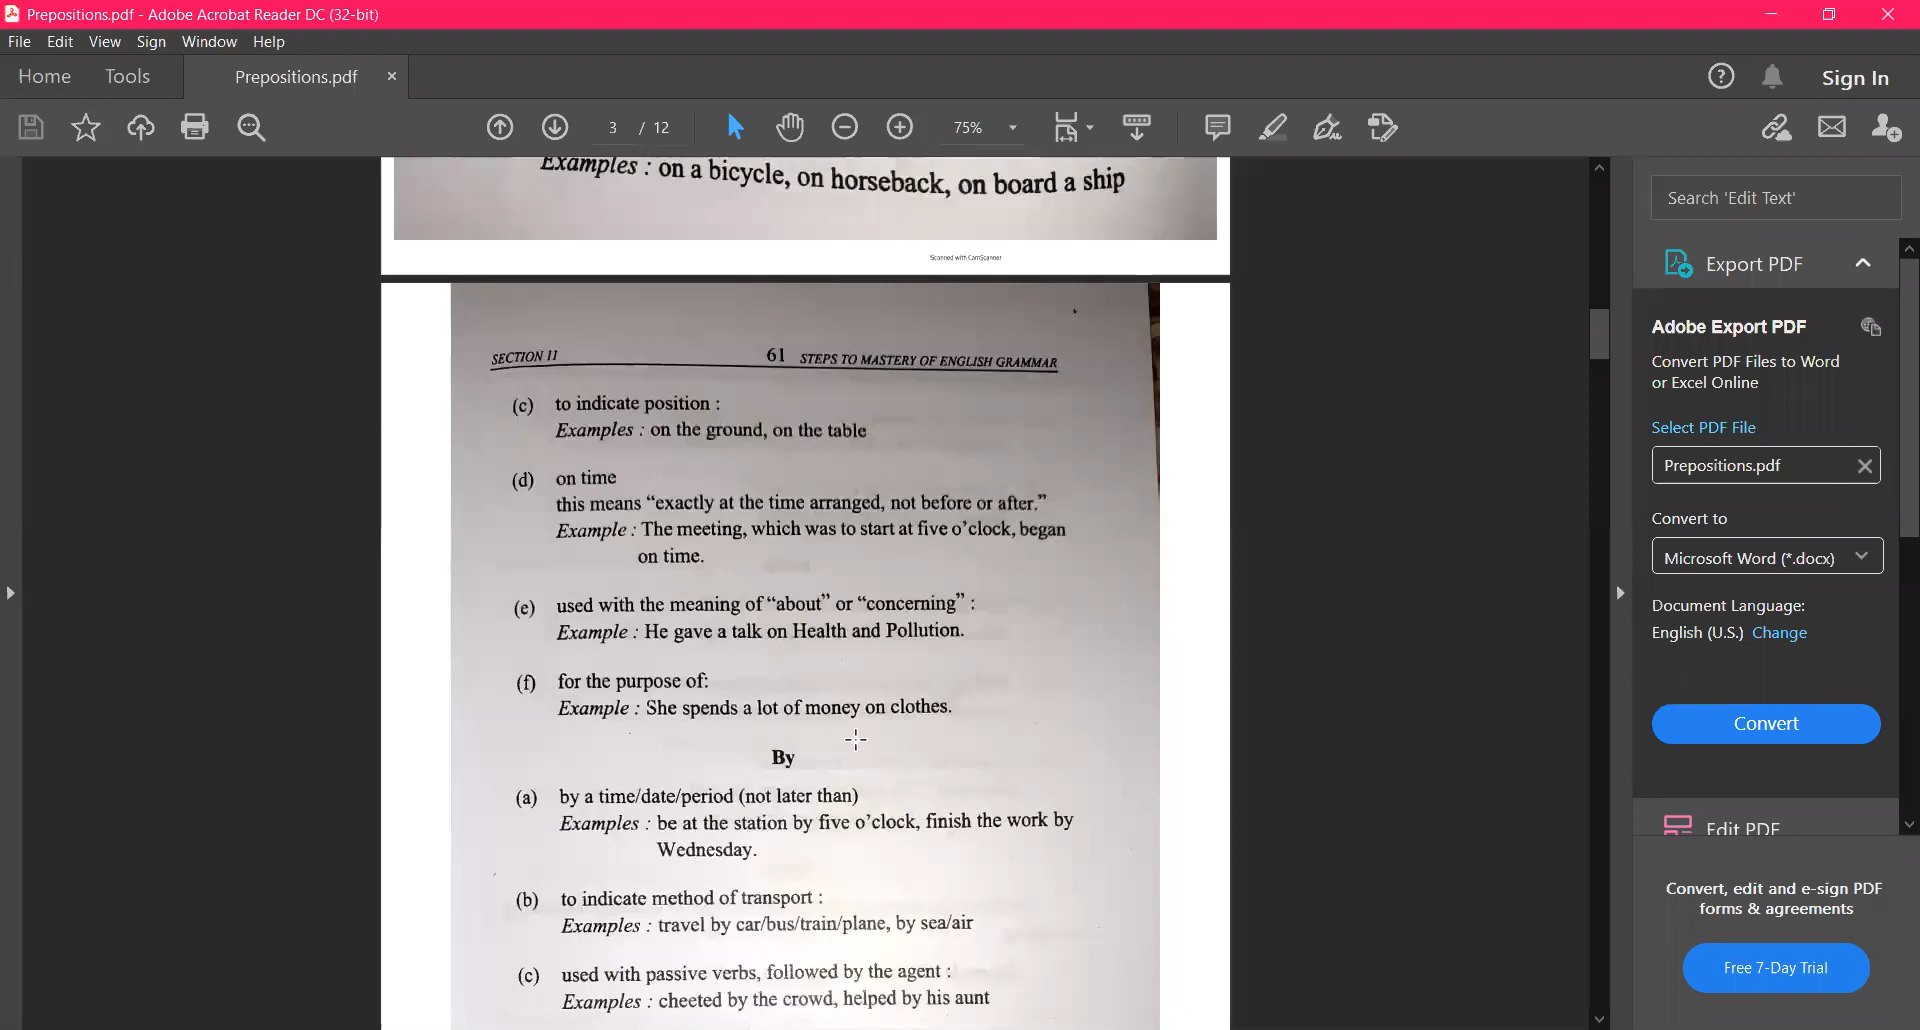 Prepositions.pdf - Adobe Acrobat Reader DC (32-bit)
File Edit View Sign Window Help
Home Tools Prepositions.pdf Sign In
3 / 12 75%
Examples : on a bicycle, on horseback, on board a ship
Scanned with CamScanner
SECTION 11 61 STEPS TO MASTERY OF ENGLISH GRAMMAR
(c) to indicate position :
Examples : on the ground, on the table
(d) on time
this means “exactly at the time arranged, not before or after.”
Example : The meeting, which was to start at five o’clock, began
on time.
(e) used with the meaning of “about” or “concerning” :
Example : He gave a talk on Health and Pollution.
(f) for the purpose of:
Example : She spends a lot of money on clothes.
By
(a) by a time/date/period (not later than)
Examples : be at the station by five o’clock, finish the work by
Wednesday.
(b) to indicate method of transport :
Examples : travel by car/bus/train/plane, by sea/air
(c) used with passive verbs, followed by the agent :
Examples : cheeted by the crowd, helped by his aunt
Search 'Edit Text'
Export PDF
Adobe Export PDF
Convert PDF Files to Word
or Excel Online
Select PDF File
Prepositions.pdf
Convert to
Microsoft Word (*.docx)
Document Language:
English (U.S.) Change
Convert
Edit PDF
Convert, edit and e-sign PDF
forms & agreements
Free 7-Day Trial